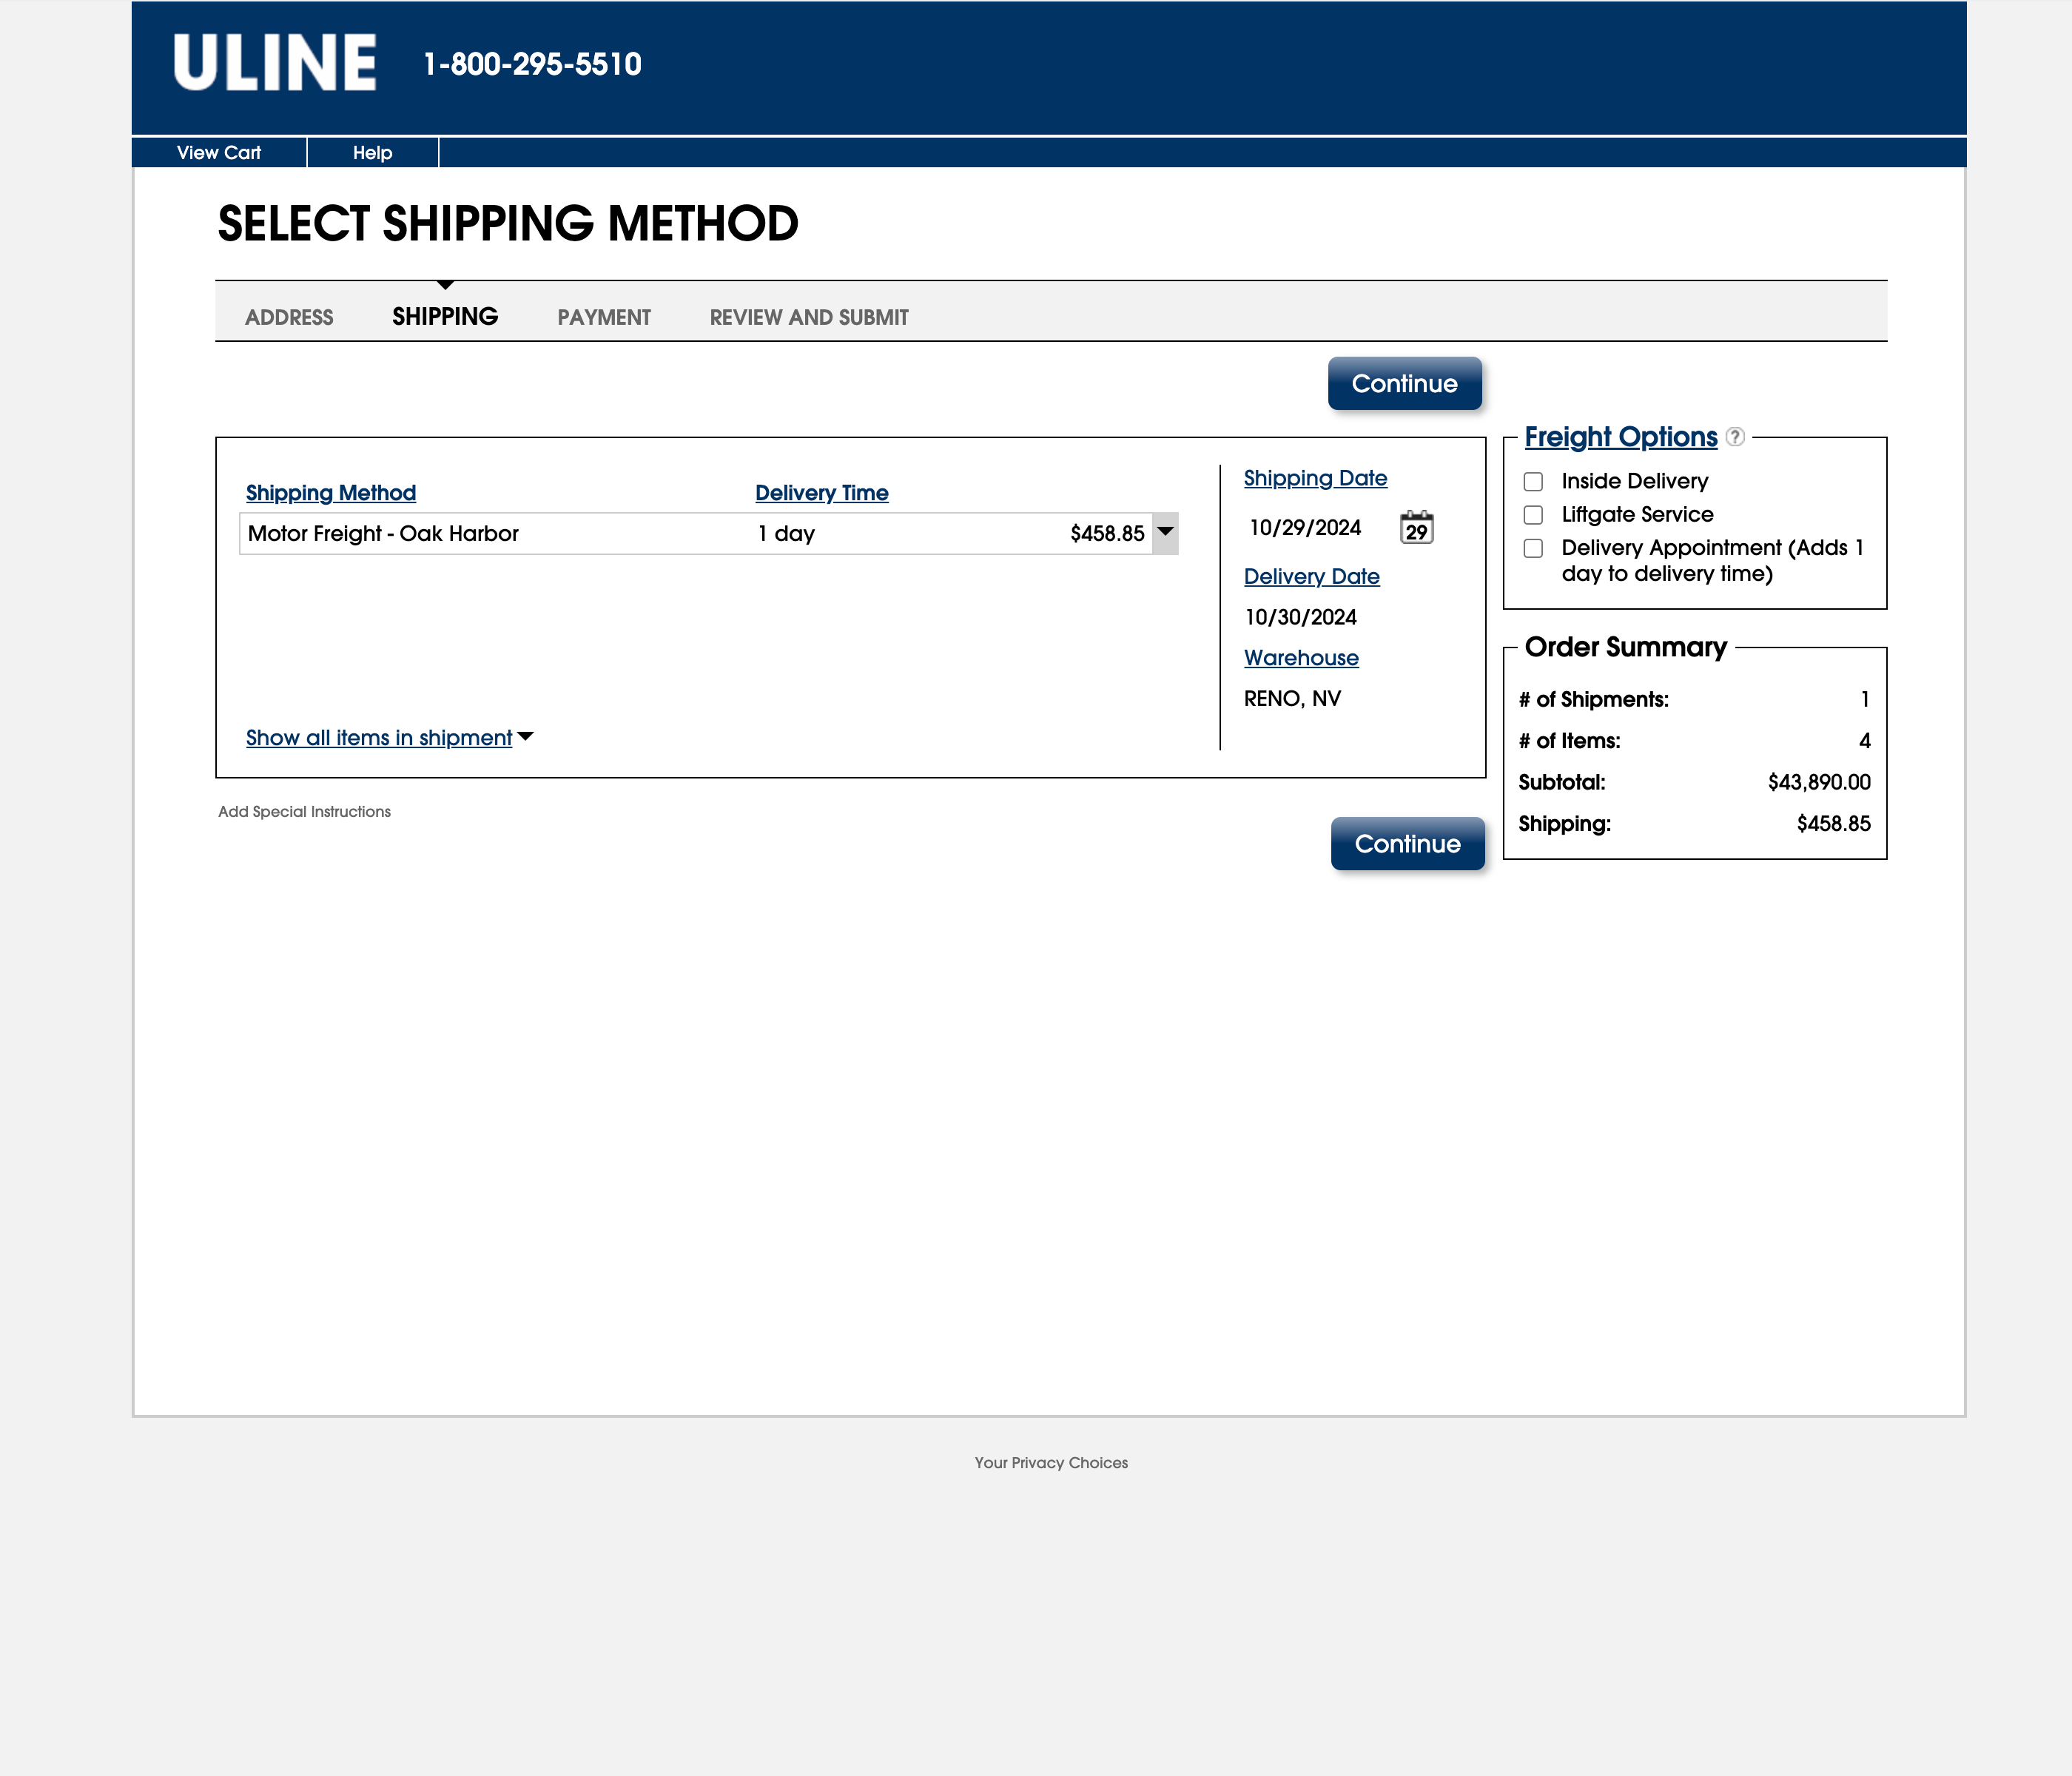 ULINE
1-800-295-5510
View Cart
Help
SELECT SHIPPING METHOD
ADDRESS
SHIPPING
PAYMENT
REVIEW AND SUBMIT
Continue
Shipping Method
Delivery Time
Motor Freight - Oak Harbor
1 day
$458.85
Show all items in shipment
Shipping Date
10/29/2024
29
Delivery Date
10/30/2024
Warehouse
RENO, NV
Freight Options ?
Inside Delivery
Liftgate Service
Delivery Appointment (Adds 1
day to delivery time)
Order Summary
# of Shipments: 1
# of Items: 4
Subtotal: $43,890.00
Shipping: $458.85
Add Special Instructions
Continue
Your Privacy Choices